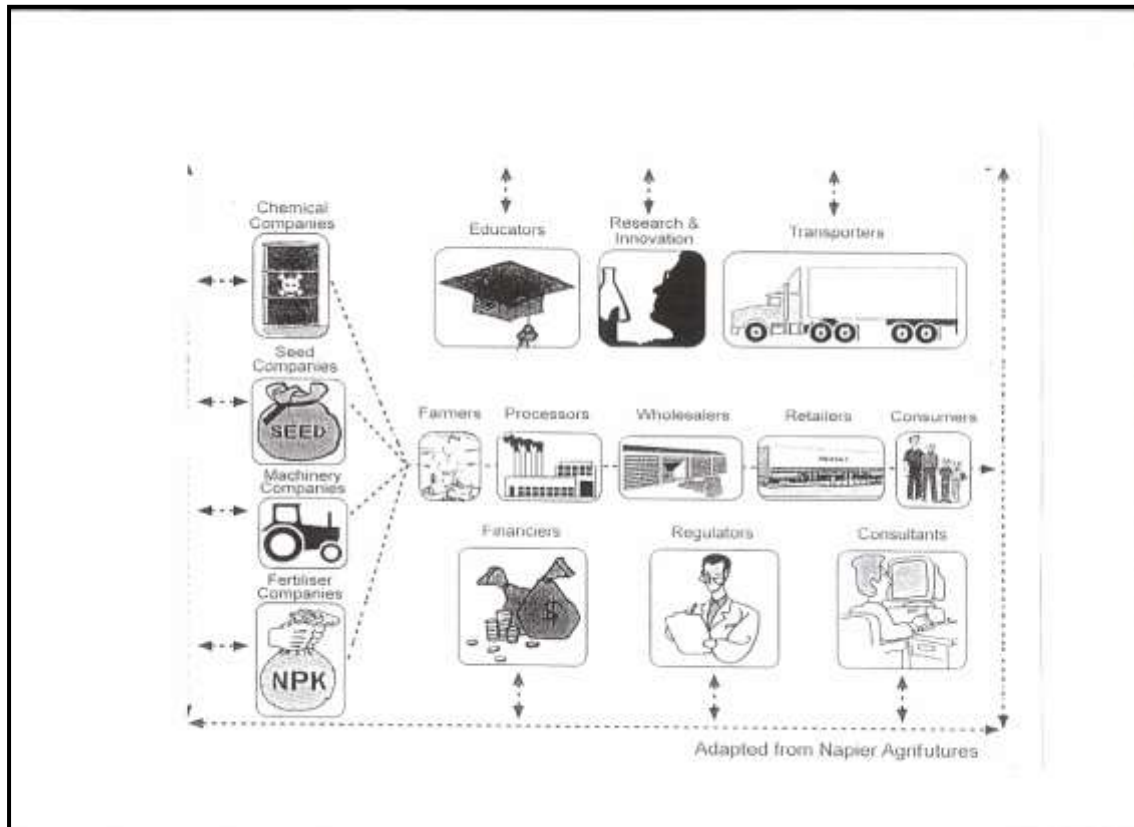 Chemical
Companies
Educators
Research &
Innovation
Transporters
Seed
Companies
SEED
Farmers
Processors
Wholesalers
Retailers
Consumers
Machinery
Companies
Financiers
Regulators
Consultants
$
Fertiliser
Companies
NPK
Adapted from Napier Agrifutures